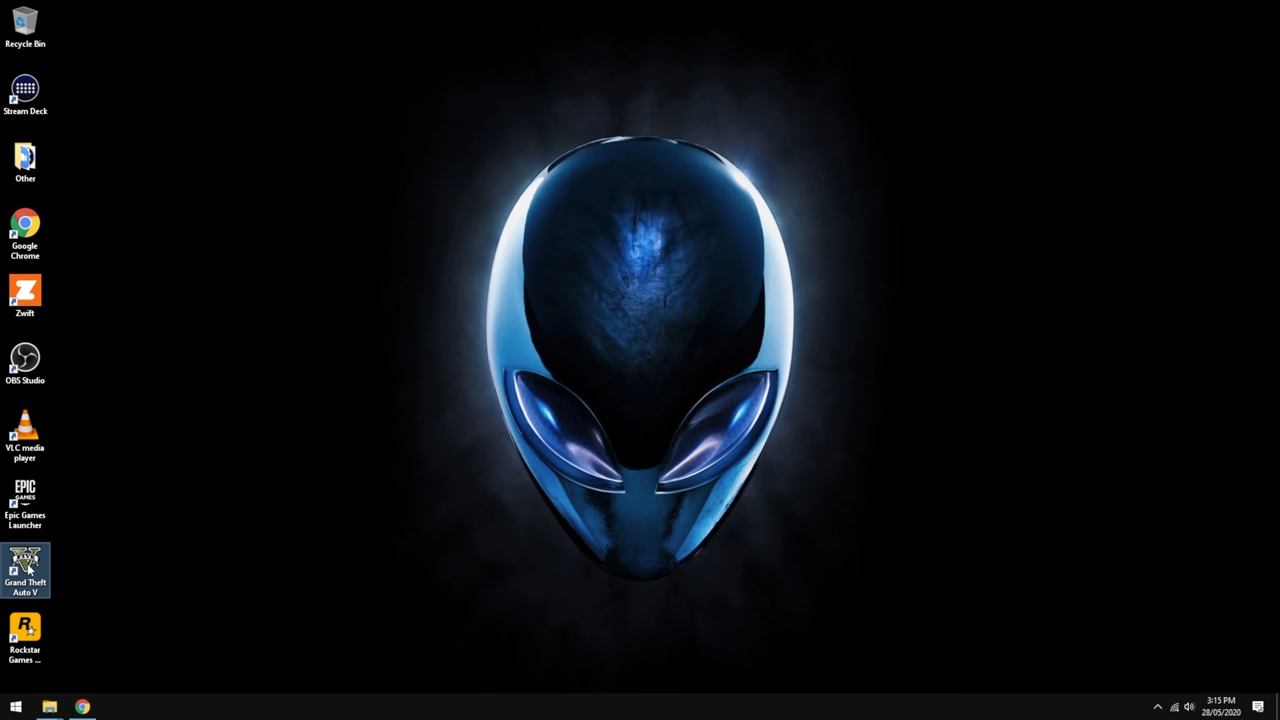 Recycle Bin
Stream Deck
Other
Google
Chrome
Zwift
OBS Studio
VLC media
player
EPIC
GAMES
Epic Games
Launcher
V
FIVE
Grand Theft
Auto V
R
Rockstar
Games ...
3:15 PM
28/05/2020